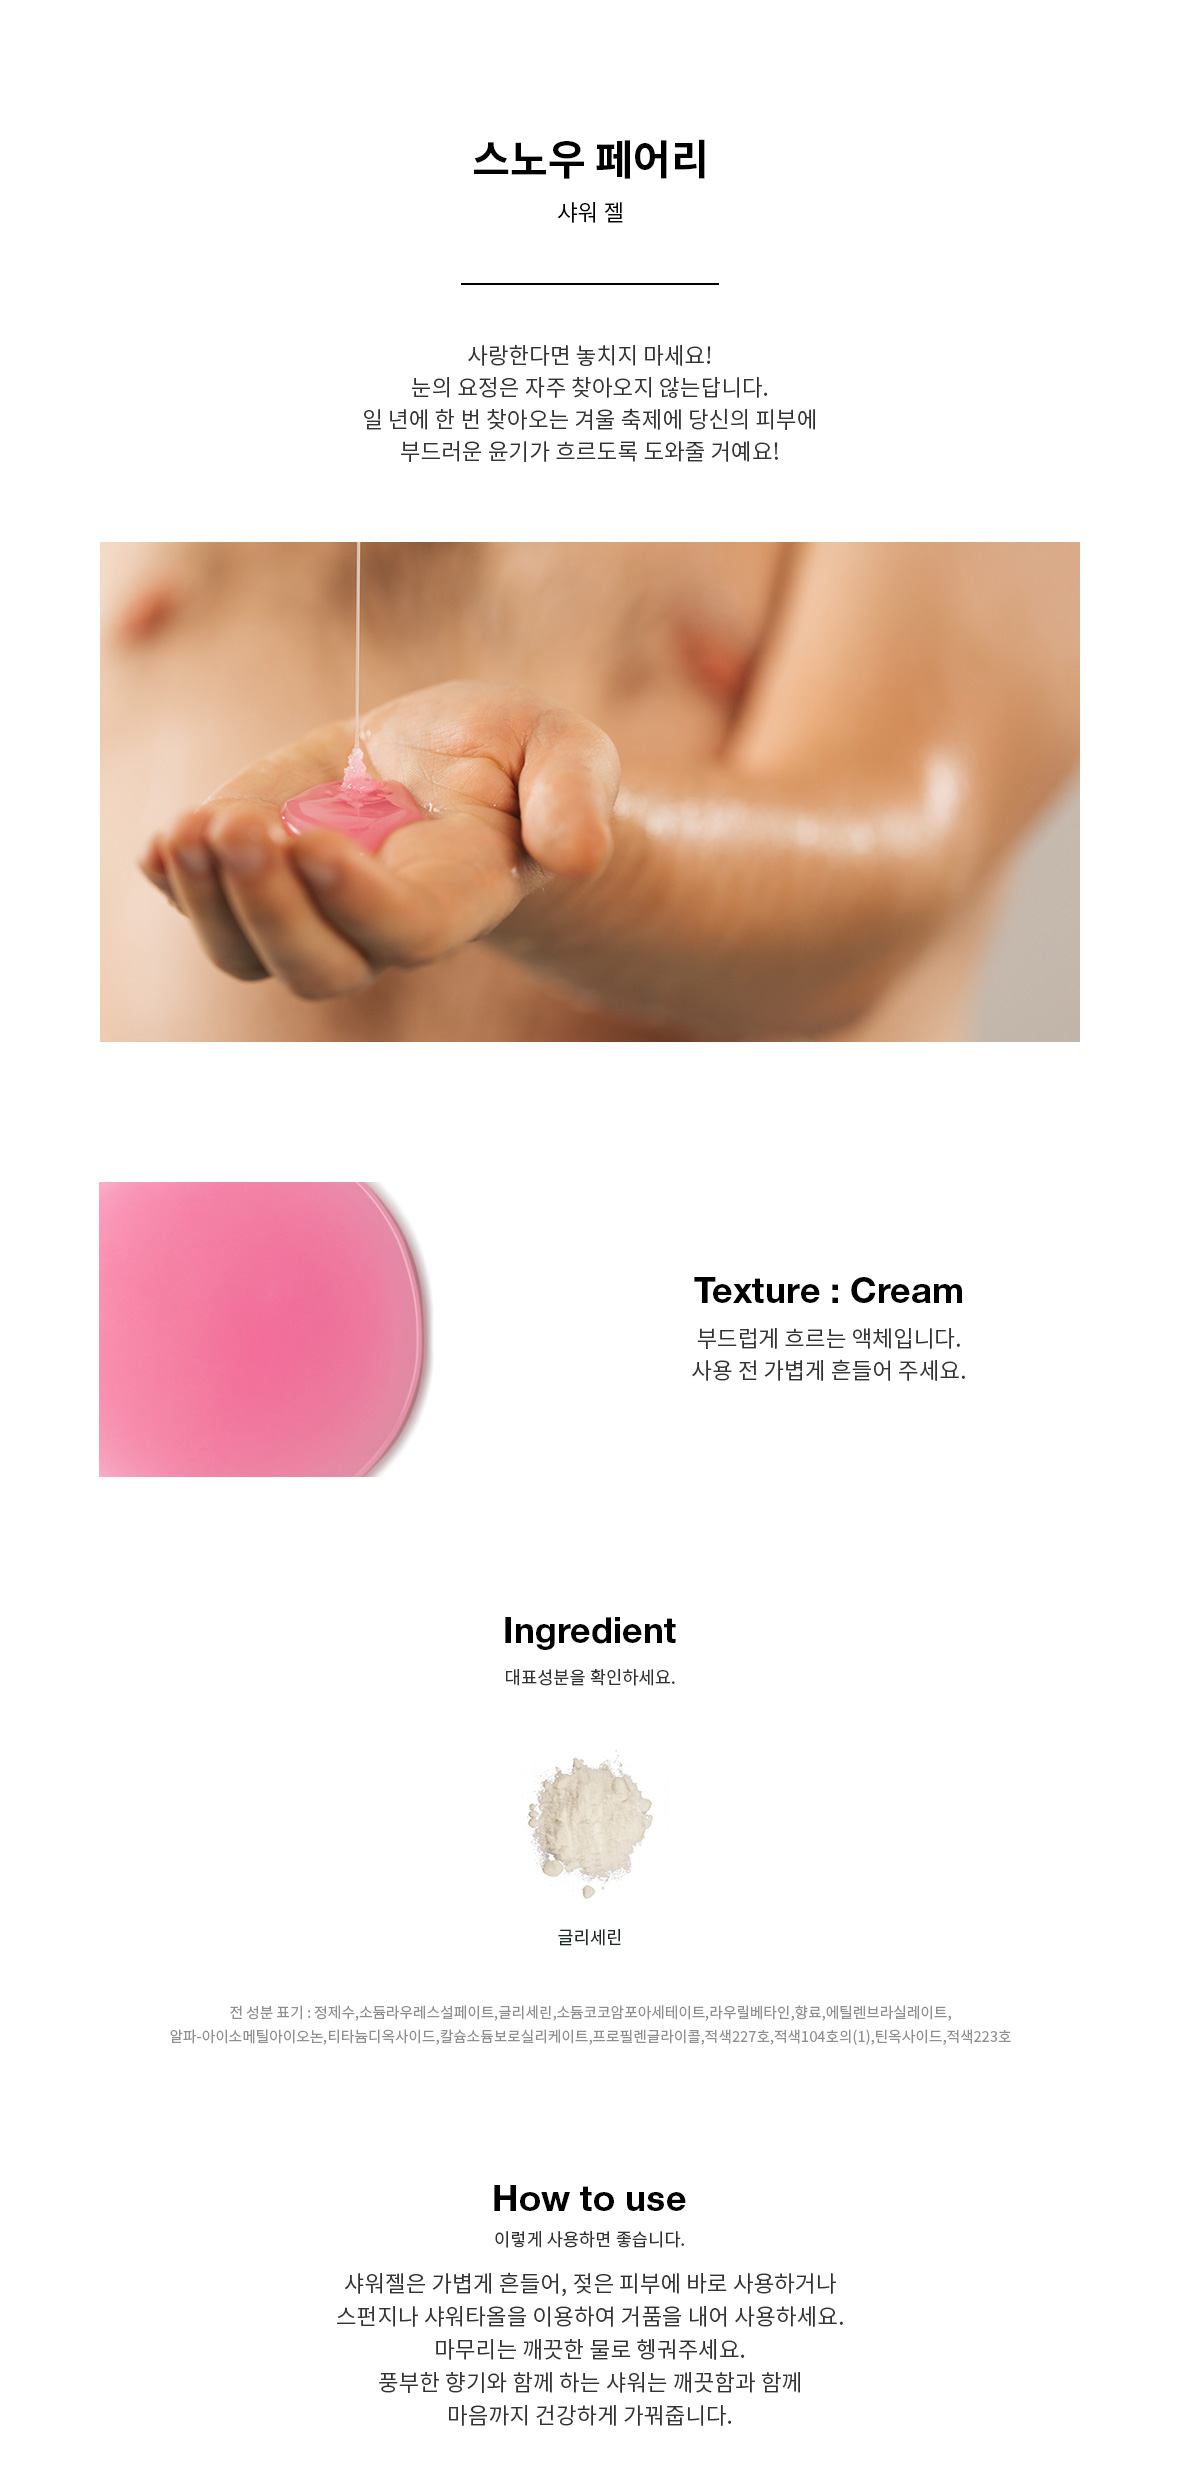 스노우 페어리
샤워 젤
사랑한다면 놓치지 마세요!
눈의 요정은 자주 찾아오지 않는답니다.
일 년에 한 번 찾아오는 겨울 축제에 당신의 피부에
부드러운 윤기가 흐르도록 도와줄 거예요!
Texture : Cream
부드럽게 흐르는 액체입니다.
사용 전 가볍게 흔들어 주세요.
Ingredient
대표성분을 확인하세요.
글리세린
전 성분 표기 : 정제수,소듐라우레스설페이트,글리세린,소듐코코암포아세테이트,라우릴베타인,향료,에틸렌브라실레이트,
알파-아이소메틸아이오논,티타늄디옥사이드,칼슘소듐보로실리케이트,프로필렌글라이콜,적색227호,적색104호의(1),틴옥사이드,적색223호
How to use
이렇게 사용하면 좋습니다.
샤워젤은 가볍게 흔들어, 젖은 피부에 바로 사용하거나
스펀지나 샤워타올을 이용하여 거품을 내어 사용하세요.
마무리는 깨끗한 물로 헹궈주세요.
풍부한 향기와 함께 하는 샤워는 깨끗함과 함께
마음까지 건강하게 가꿔줍니다.